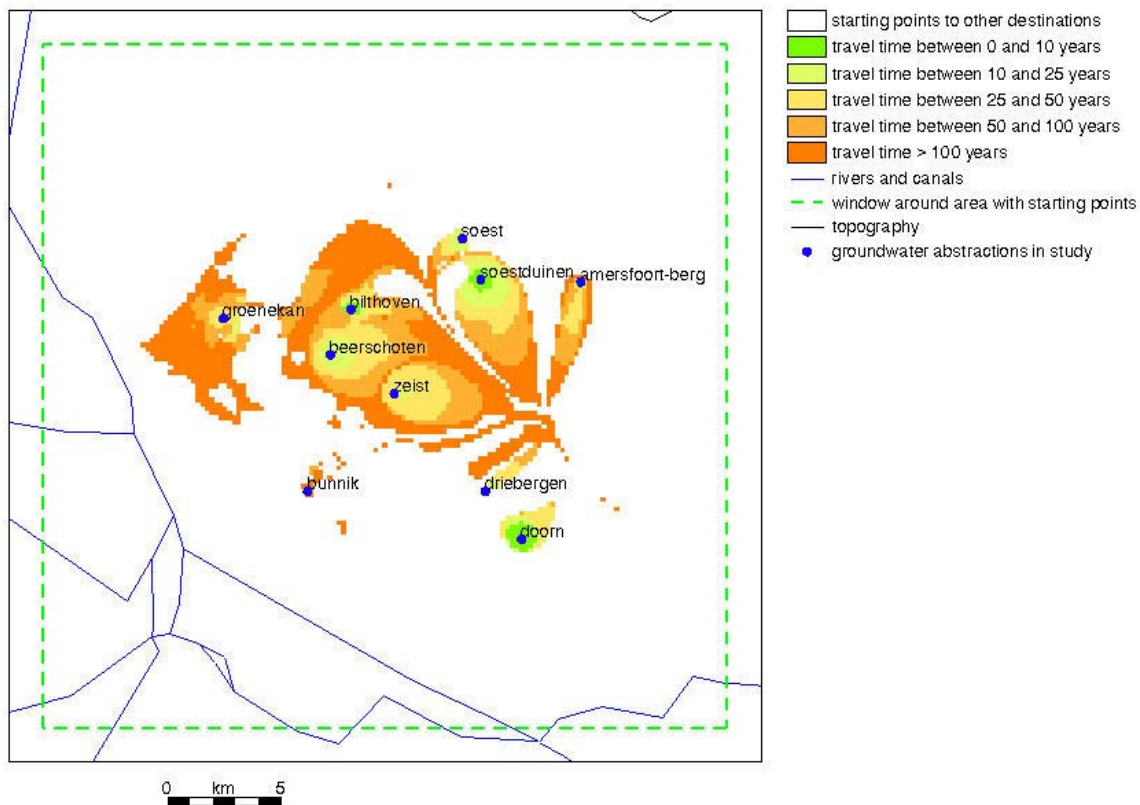 starting points to other destinations
travel time between 0 and 10 years
travel time between 10 and 25 years
travel time between 25 and 50 years
travel time between 50 and 100 years
travel time > 100 years
rivers and canals
window around area with starting points
topography
groundwater abstractions in study
soest
soestduinen
amersfoort-berg
bilthoven
groenekan
beerschoten
zeist
bunnik
driebergen
doorn
0 km 5